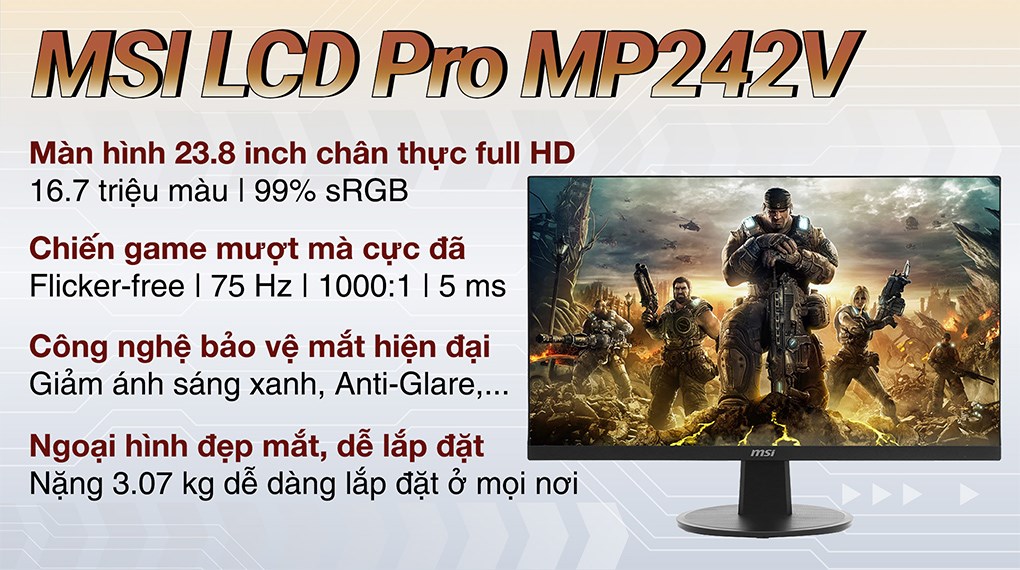 MSI LCD Pro MP242V
Màn hình 23.8 inch chân thực full HD
16.7 triệu màu | 99% sRGB
Chiến game mượt mà cực đã
Flicker-free | 75 Hz | 1000:1 | 5 ms
Công nghệ bảo vệ mắt hiện đại
Giảm ánh sáng xanh, Anti-Glare,...
Ngoại hình đẹp mắt, dễ lắp đặt
Nặng 3.07 kg dễ dàng lắp đặt ở mọi nơi
msi